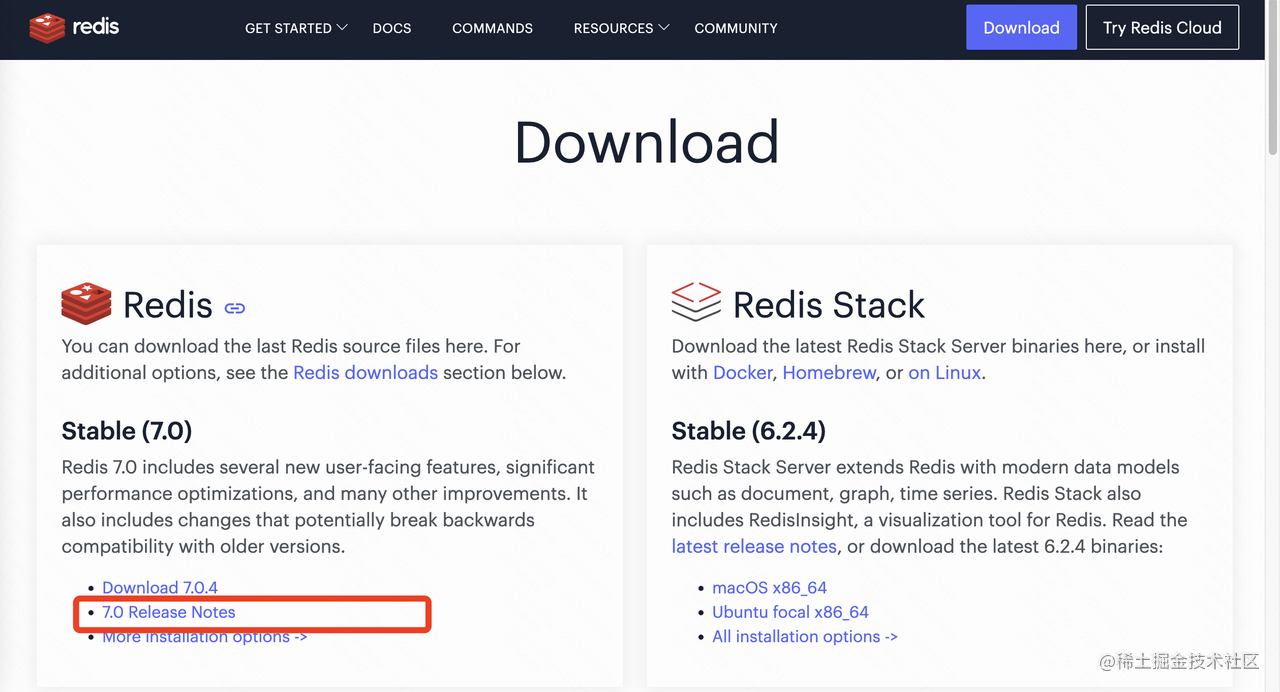 redis
GET STARTED
DOCS
COMMANDS
RESOURCES
COMMUNITY
Download
Try Redis Cloud
Download
Redis
You can download the last Redis source files here. For
additional options, see the Redis downloads section below.
Stable (7.0)
Redis 7.0 includes several new user-facing features, significant
performance optimizations, and many other improvements. It
also includes changes that potentially break backwards
compatibility with older versions.
• Download 7.0.4
• 7.0 Release Notes
• More installation options ->
Redis Stack
Download the latest Redis Stack Server binaries here, or install
with Docker, Homebrew, or on Linux.
Stable (6.2.4)
Redis Stack Server extends Redis with modern data models
such as document, graph, time series. Redis Stack also
includes RedisInsight, a visualization tool for Redis. Read the
latest release notes, or download the latest 6.2.4 binaries:
• macOS x86_64
• Ubuntu focal x86_64
• All installation options ->
@稀土掘金技术社区